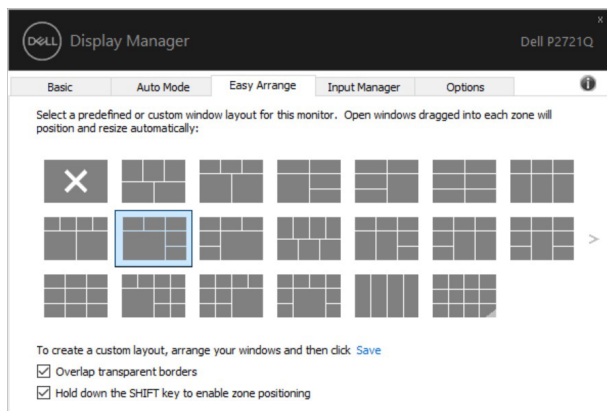 x
DELL Display Manager
Dell P2721Q
Basic Auto Mode Easy Arrange Input Manager Options i
Select a predefined or custom window layout for this monitor. Open windows dragged into each zone will
position and resize automatically:
>
To create a custom layout, arrange your windows and then click Save
Overlap transparent borders
Hold down the SHIFT key to enable zone positioning